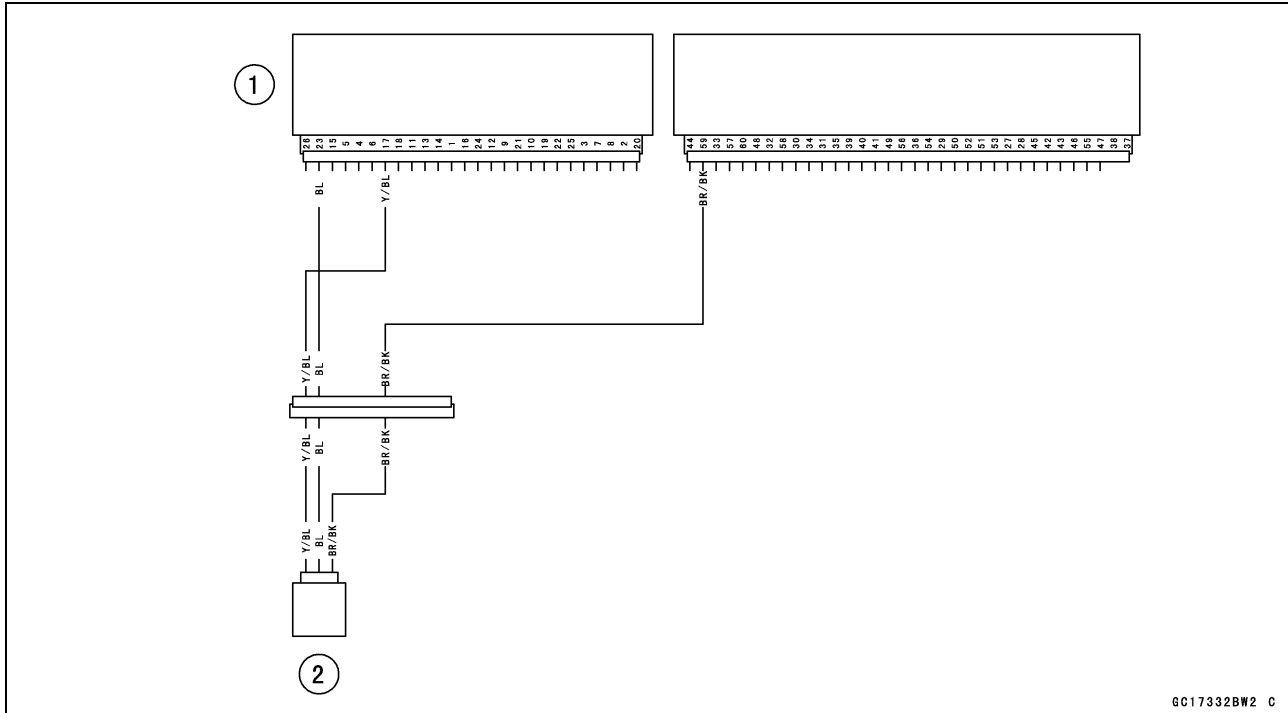 1
26 23 15 5 4 6 17 18 11 13 14 1 16 24 12 9 21 10 19 22 25 3 7 8 2 20
44 59 33 57 60 48 32 58 30 34 31 35 39 40 41 49 56 36 54 29 50 52 51 53 27 28 45 42 43 46 55 47 38 37
BL Y/BL BR/BK
Y/BL BL BR/BK
Y/BL BL BR/BK
Y/BL BL BR/BK
2
GC17332BW2 C